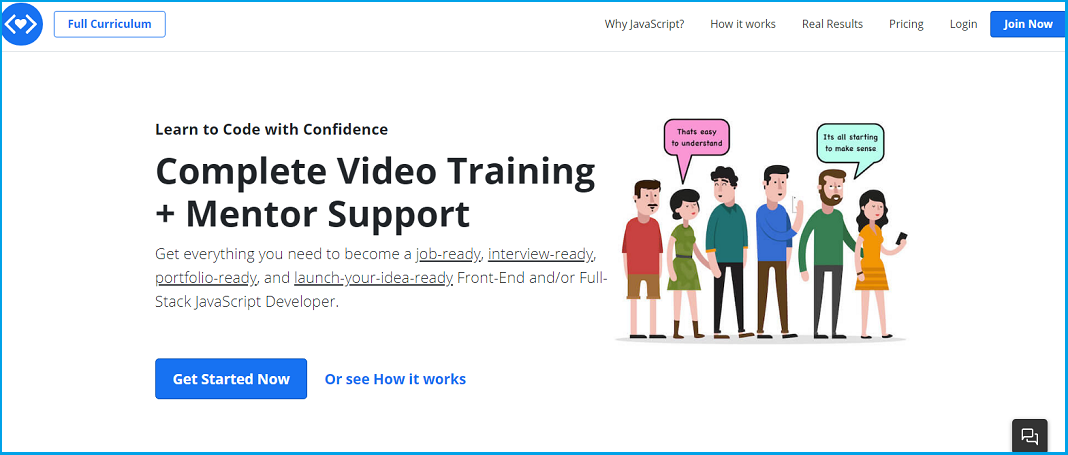 Full Curriculum
Why JavaScript?
How it works
Real Results
Pricing
Login
Join Now
Learn to Code with Confidence
Complete Video Training
+ Mentor Support
Get everything you need to become a job-ready, interview-ready,
portfolio-ready, and launch-your-idea-ready Front-End and/or Full-
Stack JavaScript Developer.
Get Started Now
Or see How it works
Thats easy
to understand
Its all starting
to make sense